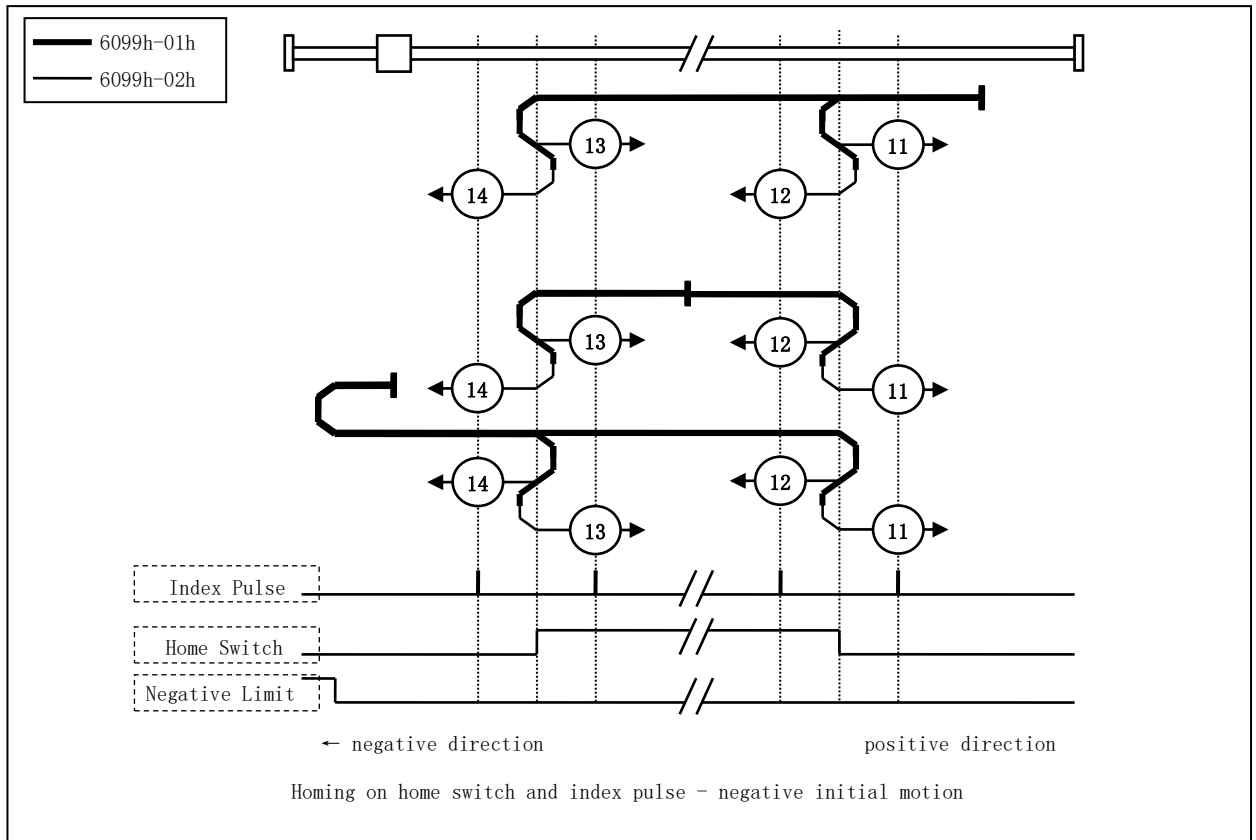 6099h-01h
6099h-02h
13
11
14
12
13
12
14
11
14
12
13
11
Index Pulse
Home Switch
Negative Limit
← negative direction
positive direction
Homing on home switch and index pulse - negative initial motion